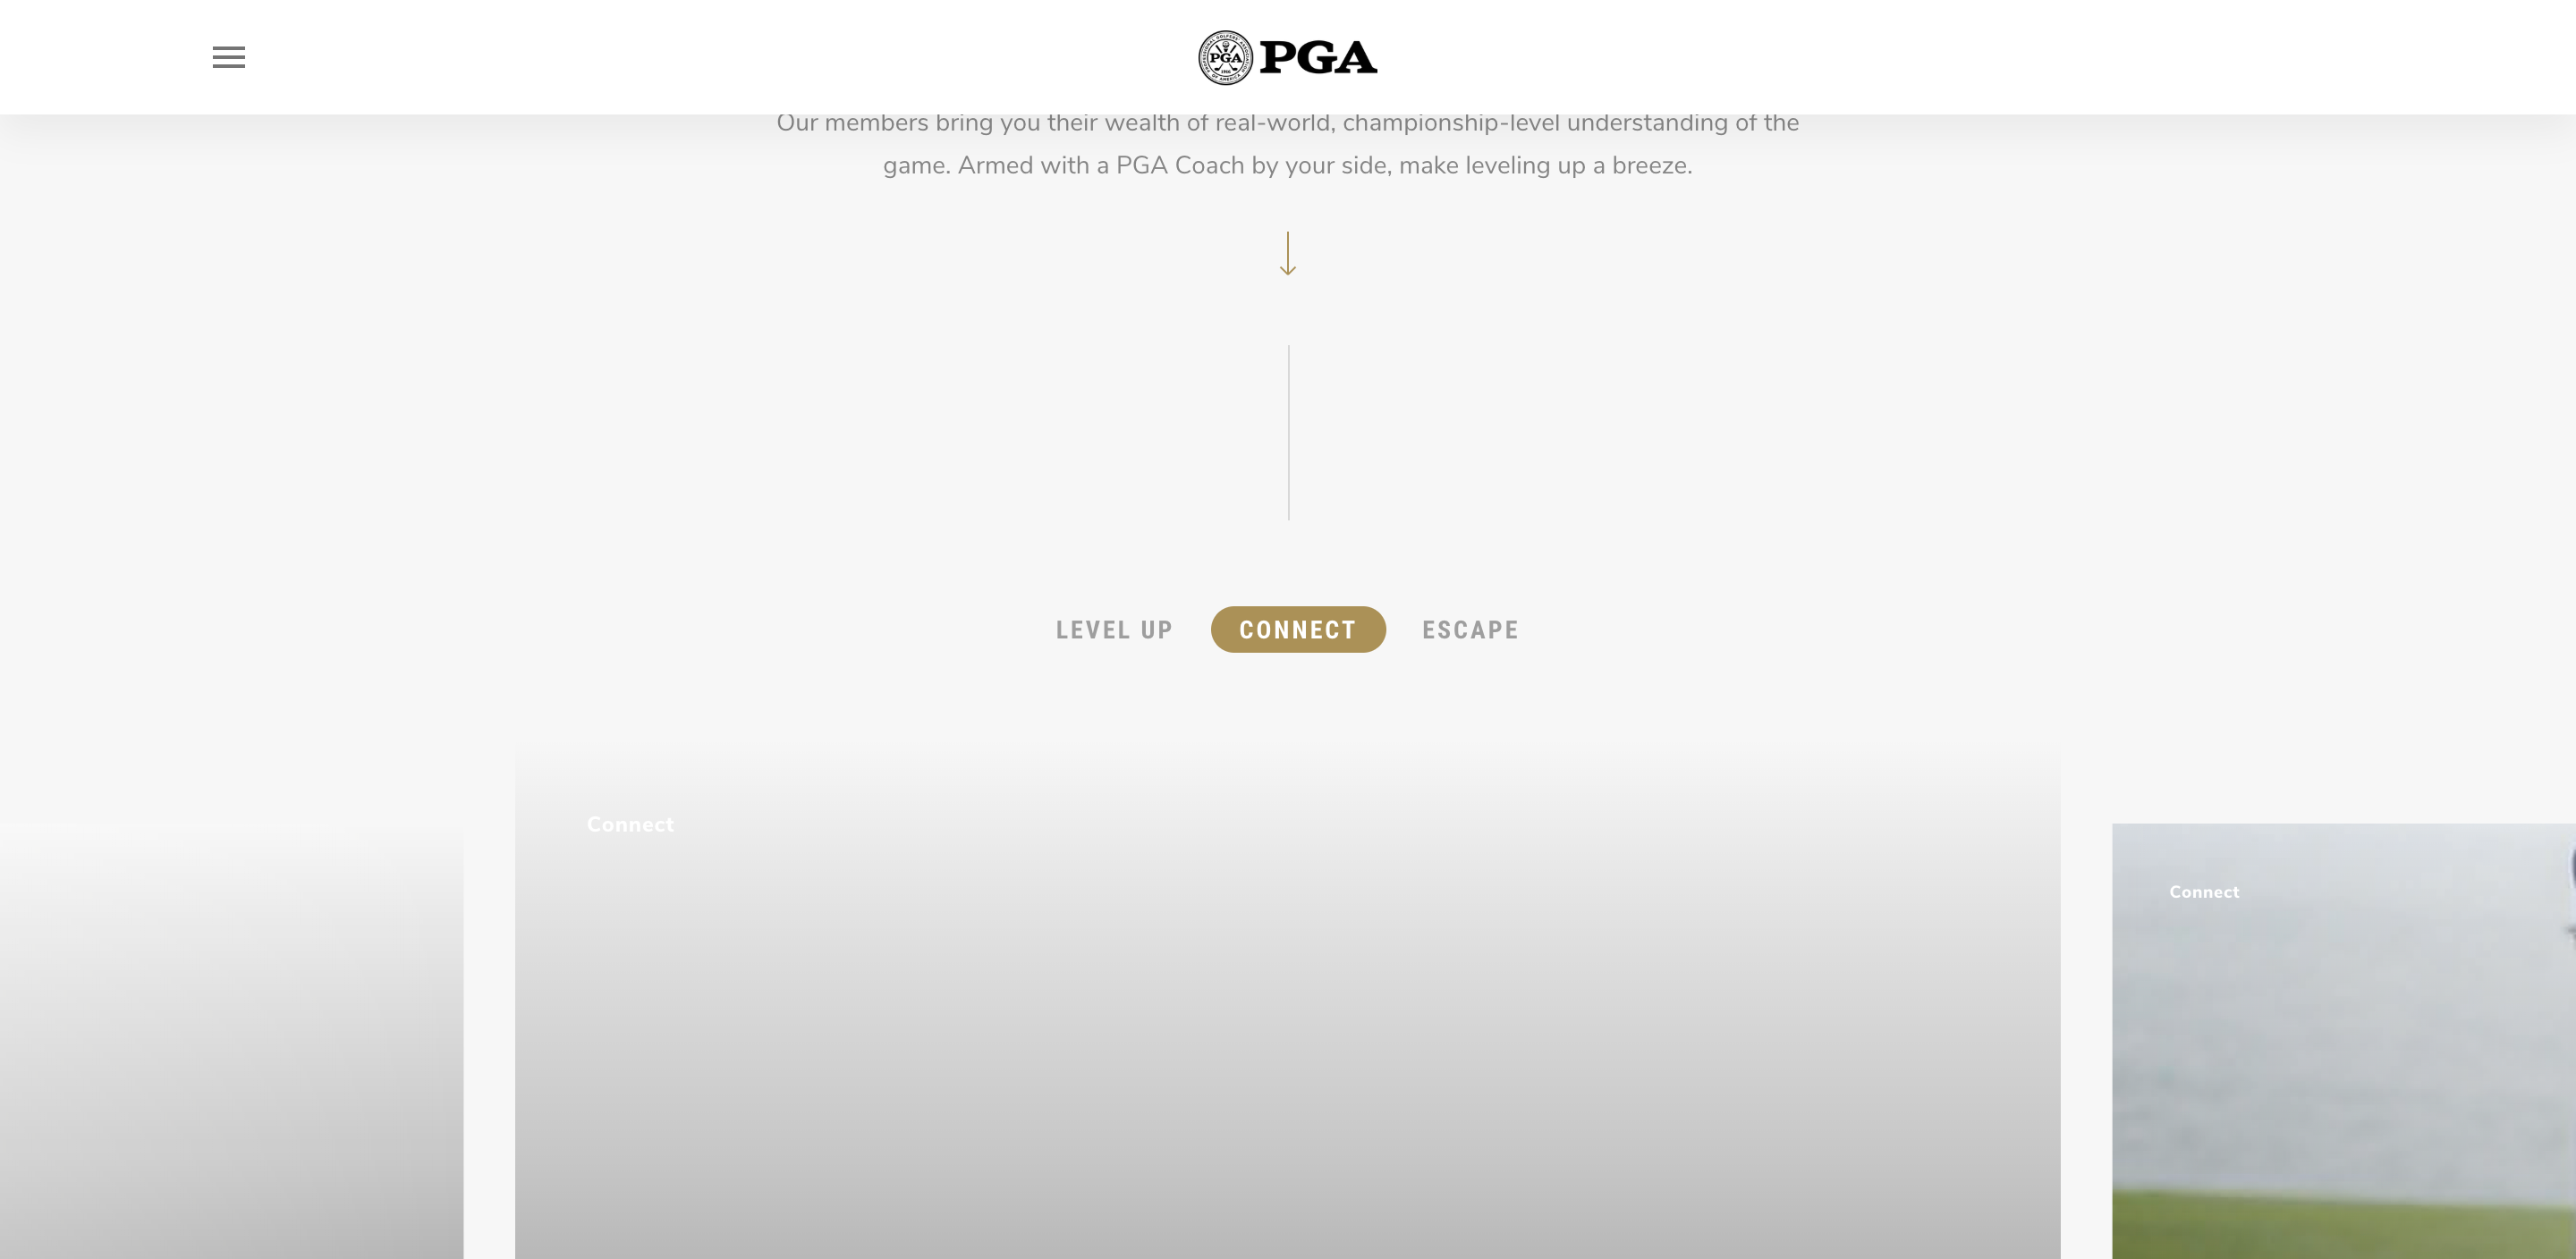 PGA
PGA
Our members bring you their wealth of real-world, championship-level understanding of the
game. Armed with a PGA Coach by your side, make leveling up a breeze.
LEVEL UP
CONNECT
ESCAPE
Connect
Connect